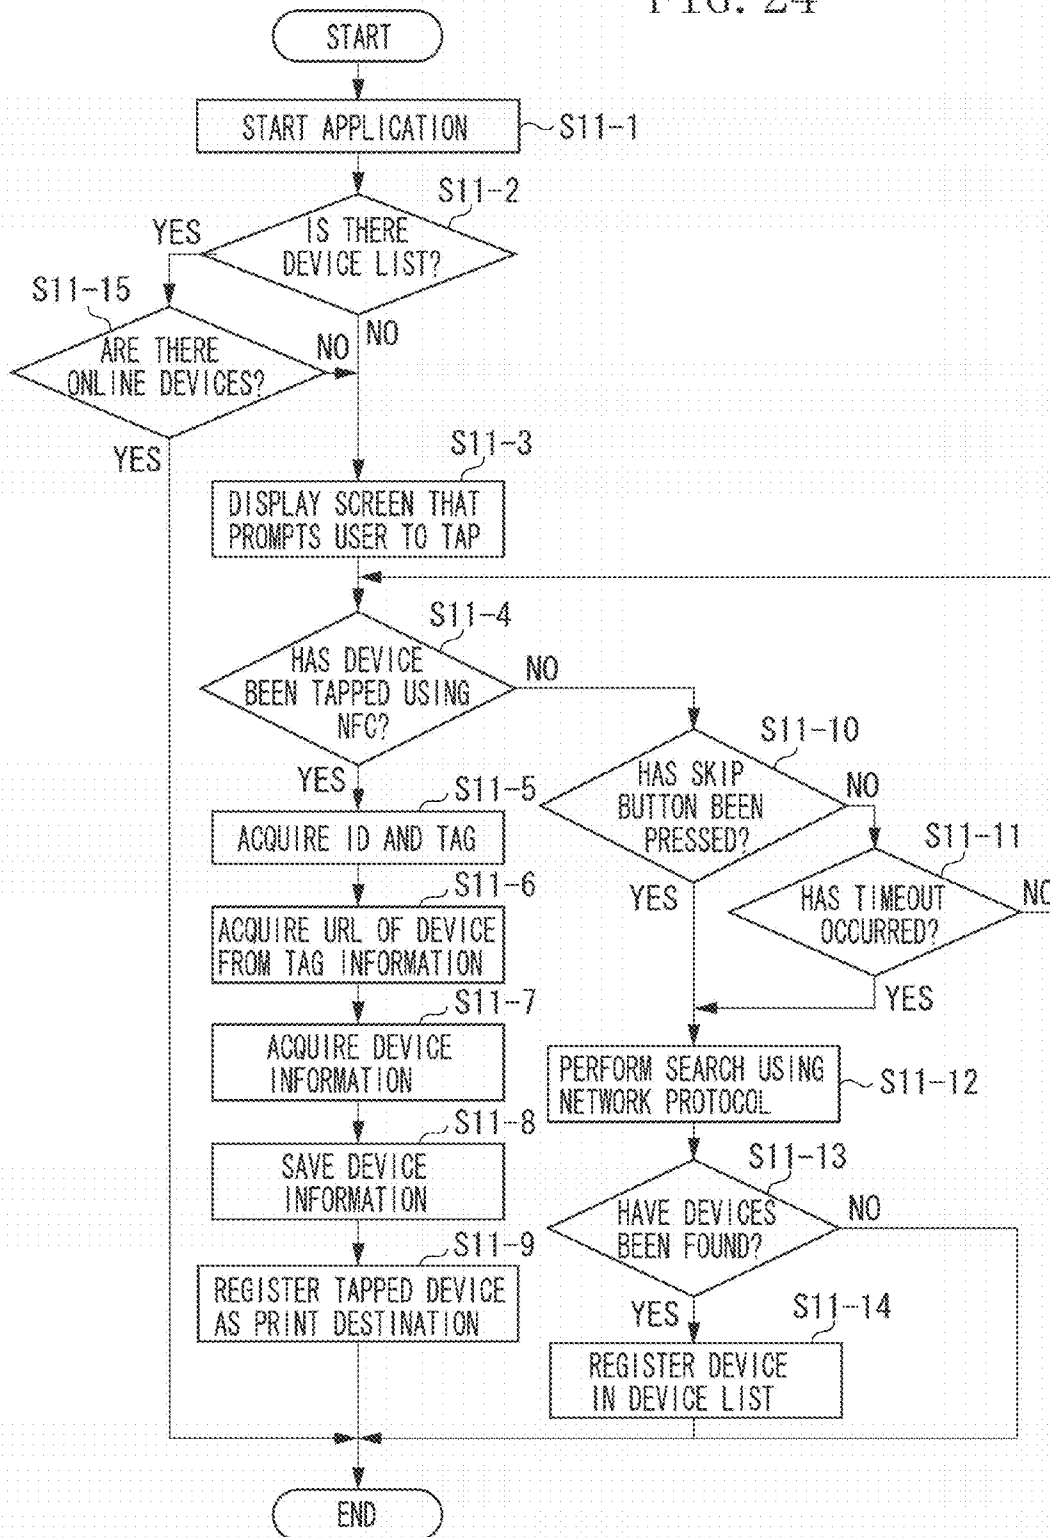 FIG. 24
START
START APPLICATION
S11-1
S11-2
IS THERE
DEVICE LIST?
YES
NO
S11-15
ARE THERE
ONLINE DEVICES?
NO
YES
S11-3
DISPLAY SCREEN THAT
PROMPTS USER TO TAP
S11-4
HAS DEVICE
BEEN TAPPED USING
NFC?
NO
YES
S11-10
HAS SKIP
BUTTON BEEN
PRESSED?
NO
YES
S11-5
ACQUIRE ID AND TAG
S11-11
HAS TIMEOUT
OCCURRED?
NO
YES
S11-6
ACQUIRE URL OF DEVICE
FROM TAG INFORMATION
S11-7
ACQUIRE DEVICE
INFORMATION
PERFORM SEARCH USING
NETWORK PROTOCOL
S11-12
S11-8
SAVE DEVICE
INFORMATION
S11-13
HAVE DEVICES
BEEN FOUND?
NO
YES
S11-9
REGISTER TAPPED DEVICE
AS PRINT DESTINATION
S11-14
REGISTER DEVICE
IN DEVICE LIST
END